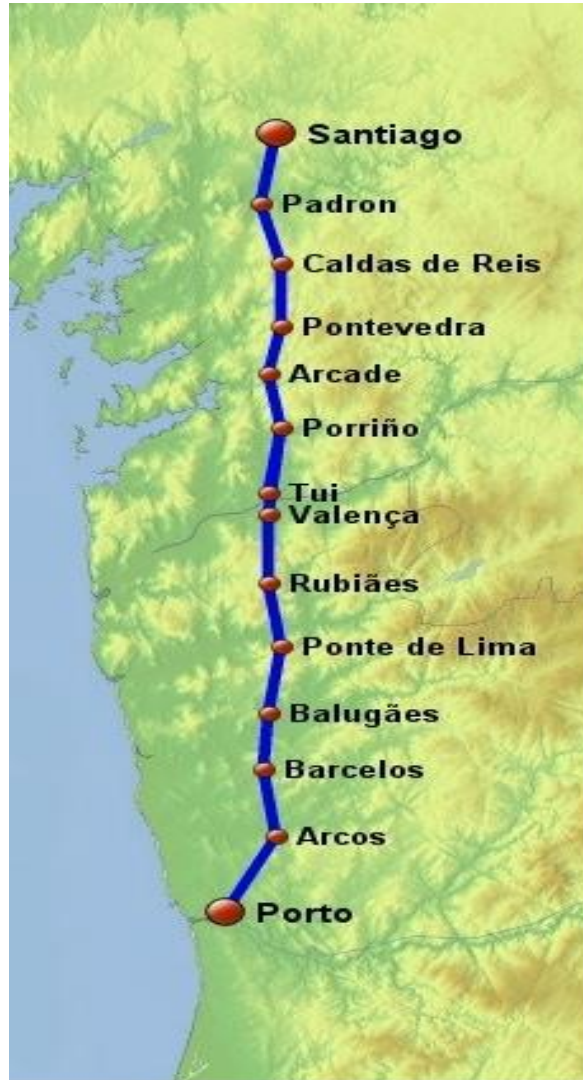 Santiago
Padron
Caldas de Reis
Pontevedra
Arcade
Porriño
Tui
Valença
Rubiães
Ponte de Lima
Balugães
Barcelos
Arcos
Porto